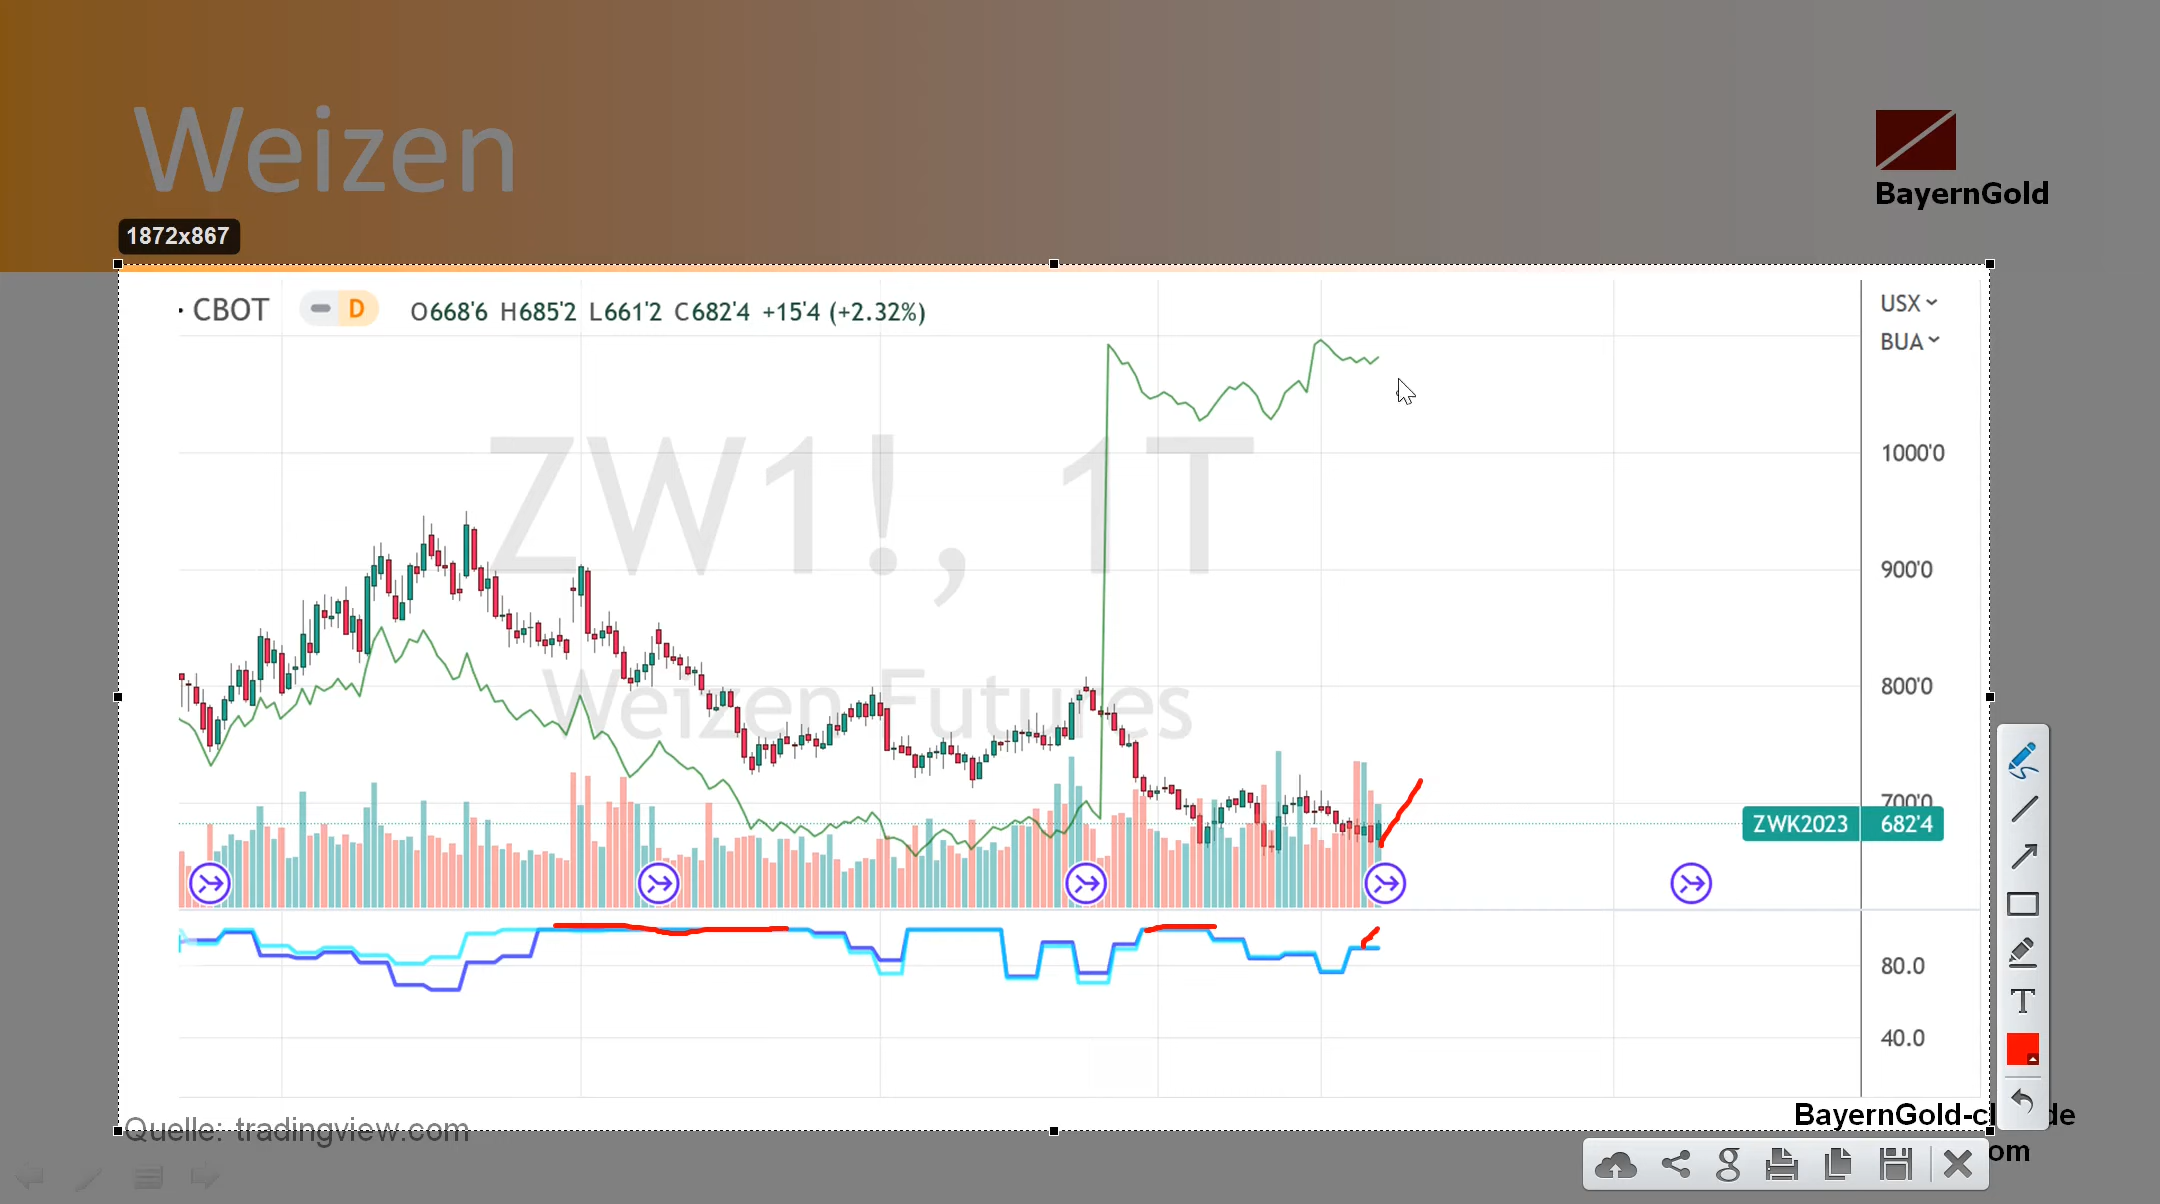 Weizen
BayernGold
1872x867
· CBOT D O668'6 H685'2 L661'2 C682'4 +15'4 (+2.32%)
USX
BUA
ZW1!, 1T
Weizen Futures
1000'0
900'0
800'0
700'0
ZWK2023 682'4
80.0
40.0
T
Quelle: tradingview.com
g